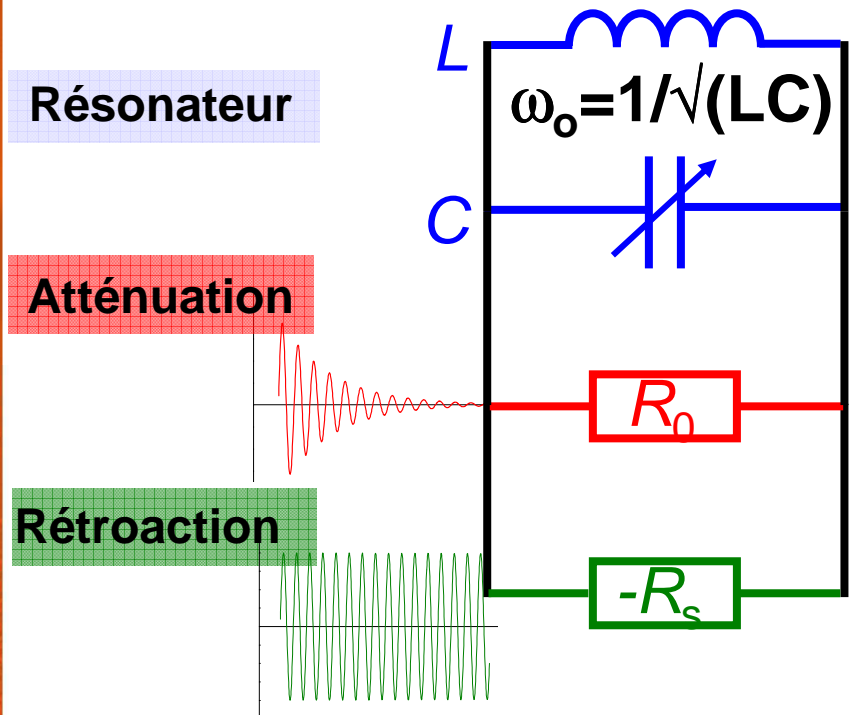 L
Résonateur
ωo=1/√(LC)
C
Atténuation
R0
Rétroaction
-Rs